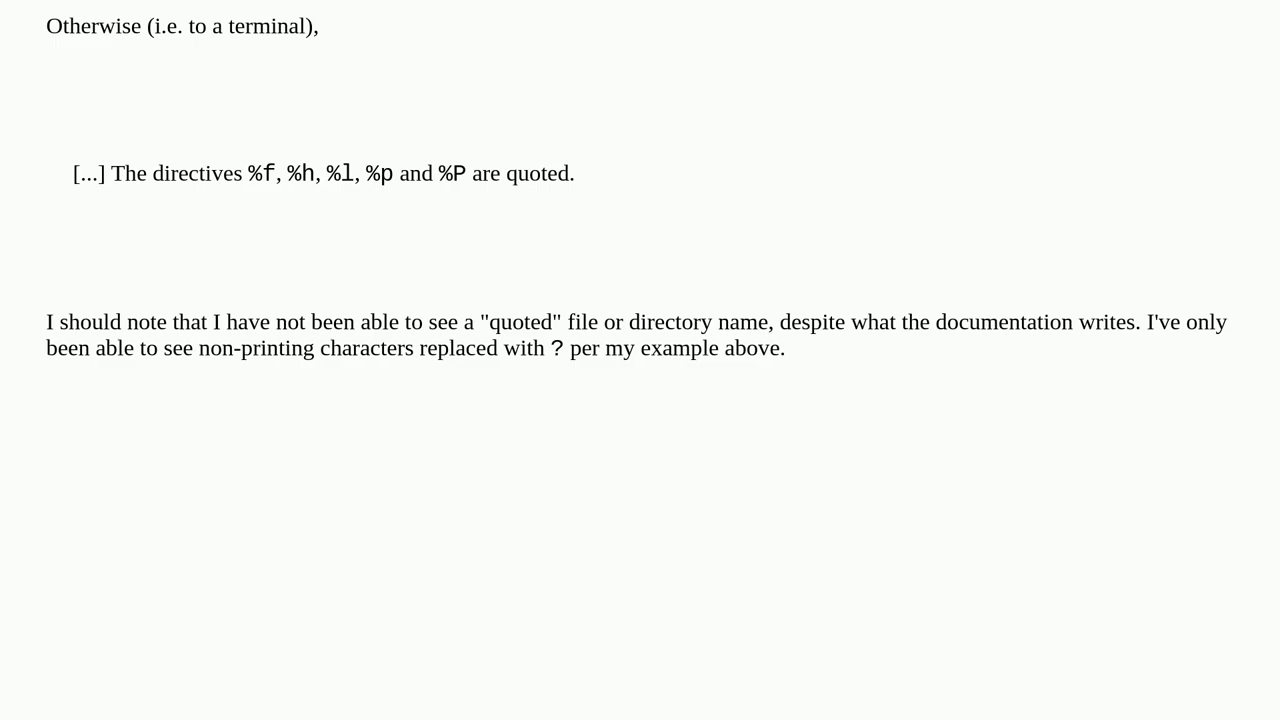 Otherwise (i.e. to a terminal),
[...] The directives %f, %h, %l, %p and %P are quoted.
I should note that I have not been able to see a "quoted" file or directory name, despite what the documentation writes. I've only
been able to see non-printing characters replaced with ? per my example above.